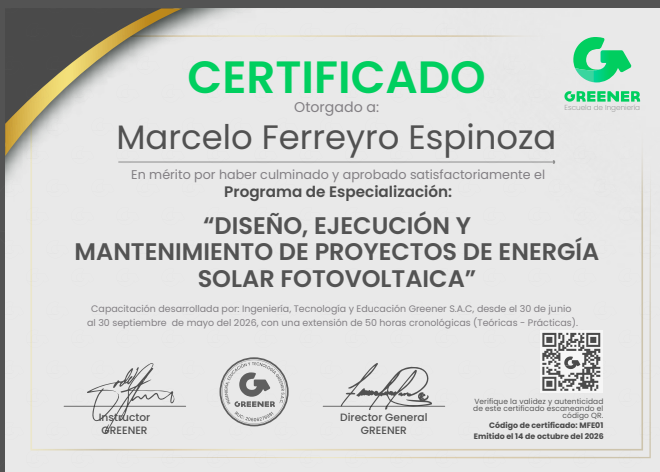 CERTIFICADO
Otorgado a:
GREENER
Escuela de Ingeniería
Marcelo Ferreyro Espinoza
En mérito por haber culminado y aprobado satisfactoriamente el
Programa de Especialización:
“DISEÑO, EJECUCIÓN Y
MANTENIMIENTO DE PROYECTOS DE ENERGÍA
SOLAR FOTOVOLTAICA”
Capacitación desarrollada por: Ingeniería, Tecnología y Educación Greener S.A.C, desde el 30 de junio
al 30 septiembre de mayo del 2026, con una extensión de 50 horas cronológicas (Teóricas - Prácticas).
GREENER
Instructor
GREENER
Director General
GREENER
Verifique la validez y autenticidad
de este certificado escaneando el
código QR.
Código de certificado: MFE01
Emitido el 14 de octubre del 2026